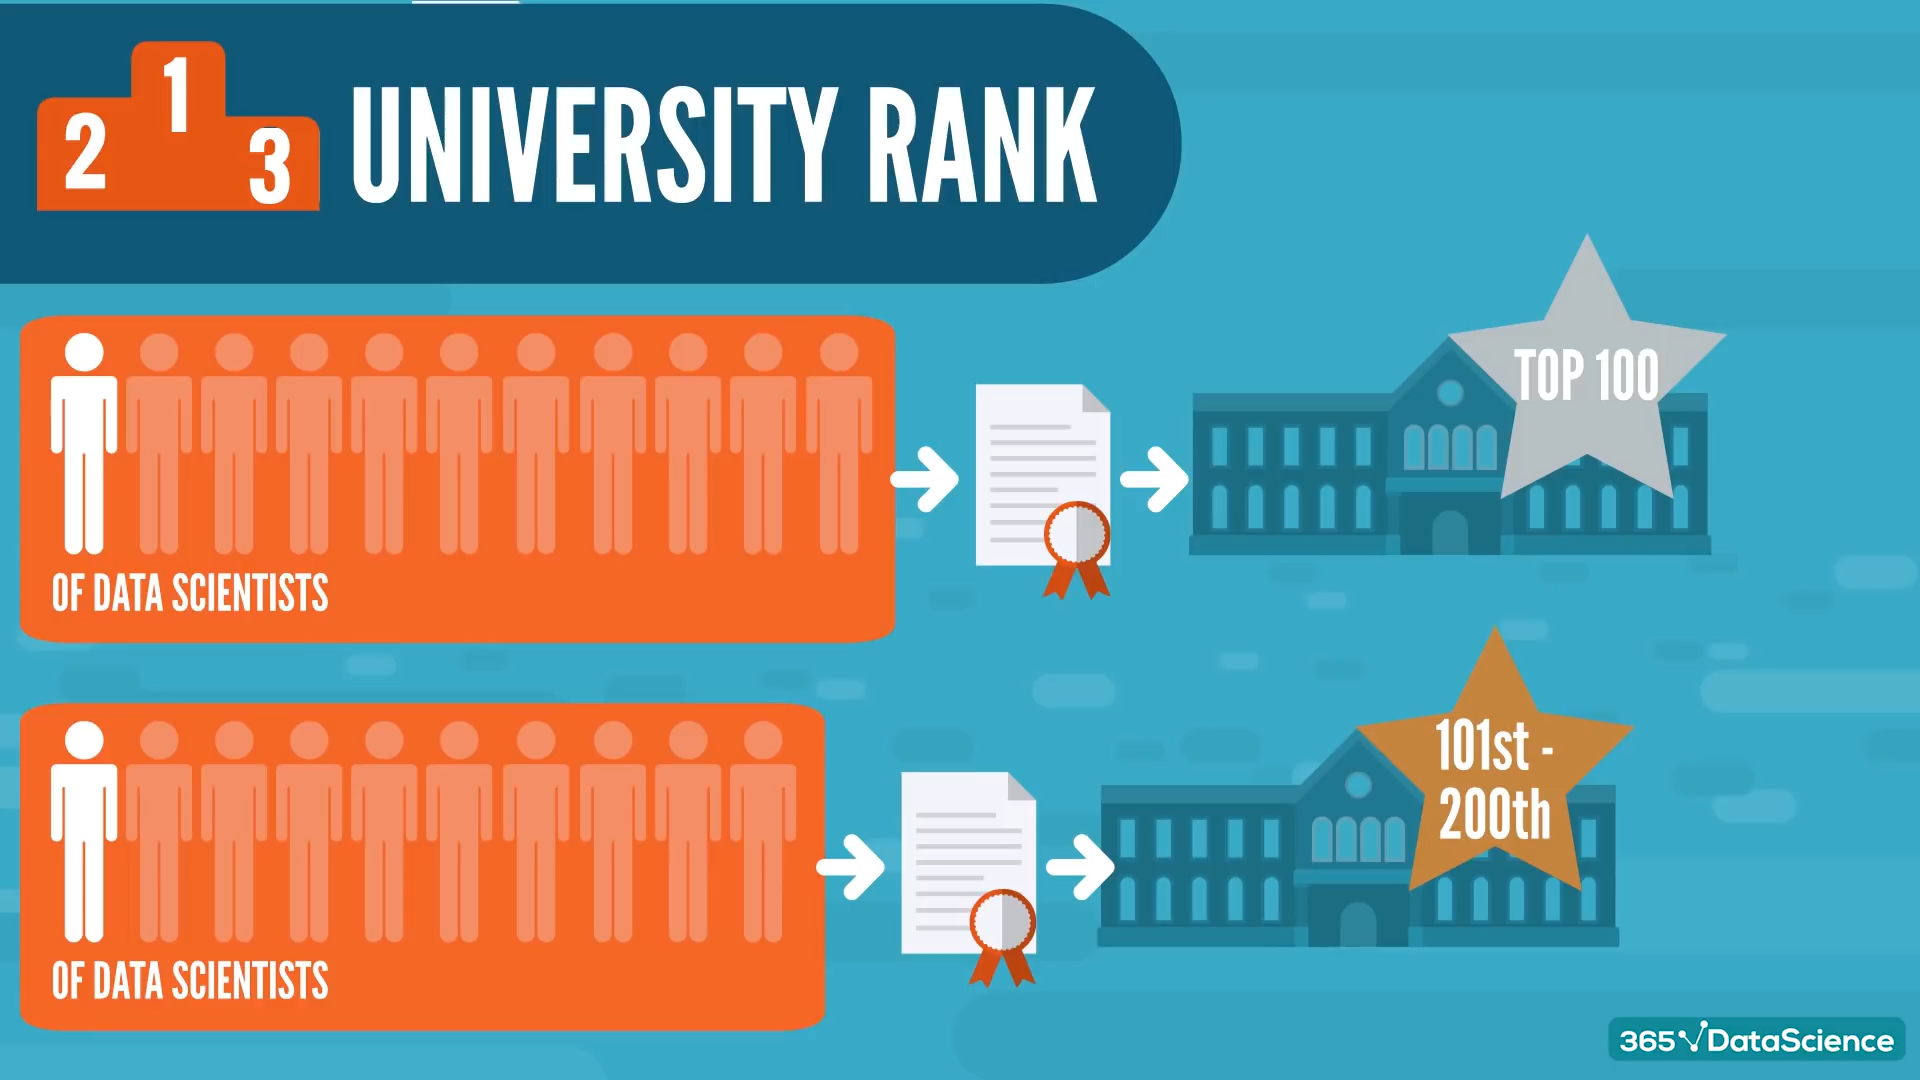 1
2
3
UNIVERSITY RANK
TOP 100
OF DATA SCIENTISTS
101st -
200th
OF DATA SCIENTISTS
365 DataScience